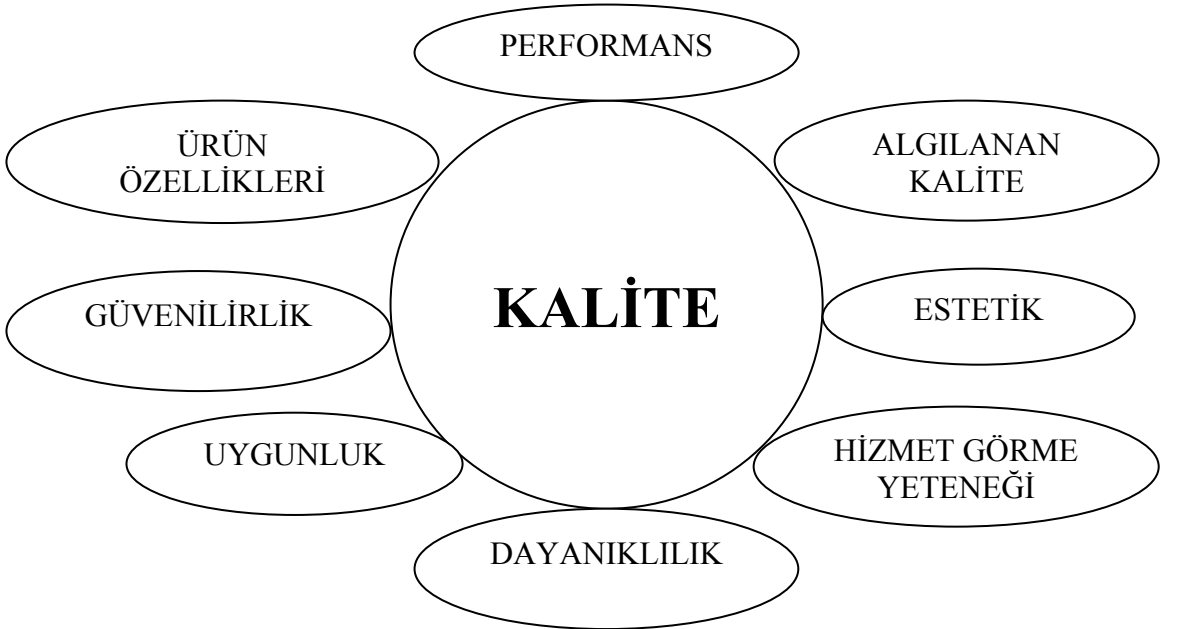 PERFORMANS
ÜRÜN
ÖZELLİKLERİ
ALGILANAN
KALİTE
GÜVENİLİRLİK
KALİTE
ESTETİK
UYGUNLUK
HİZMET GÖRME
YETENEĞİ
DAYANIKLILIK